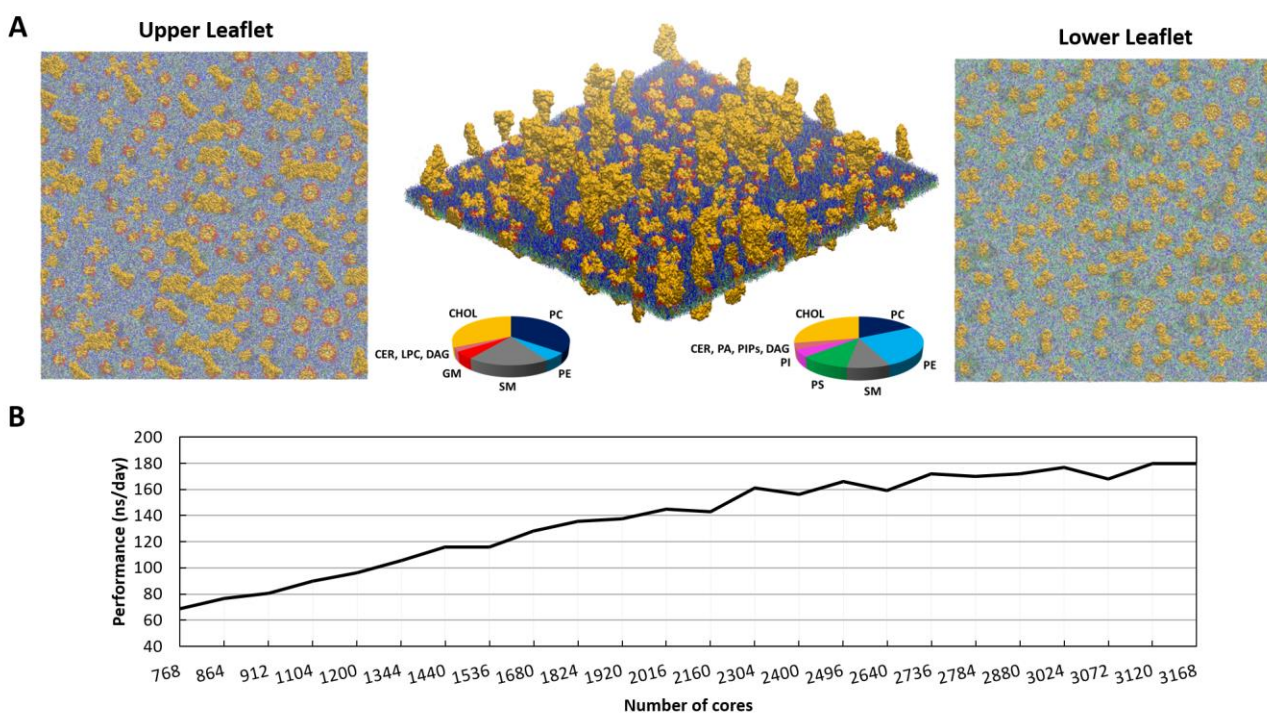 A
Upper Leaflet
Lower Leaflet
CHOL
PC
CER, LPC, DAG
GM
SM
PE
CHOL
PC
CER, PA, PIPs, DAG
PI
PS
SM
PE
B
Performance (ns/day)
200
180
160
140
120
100
80
60
40
768 864 912 1104 1200 1344 1440 1536 1680 1824 1920 2016 2160 2304 2400 2496 2640 2736 2784 2880 3024 3072 3120 3168
Number of cores